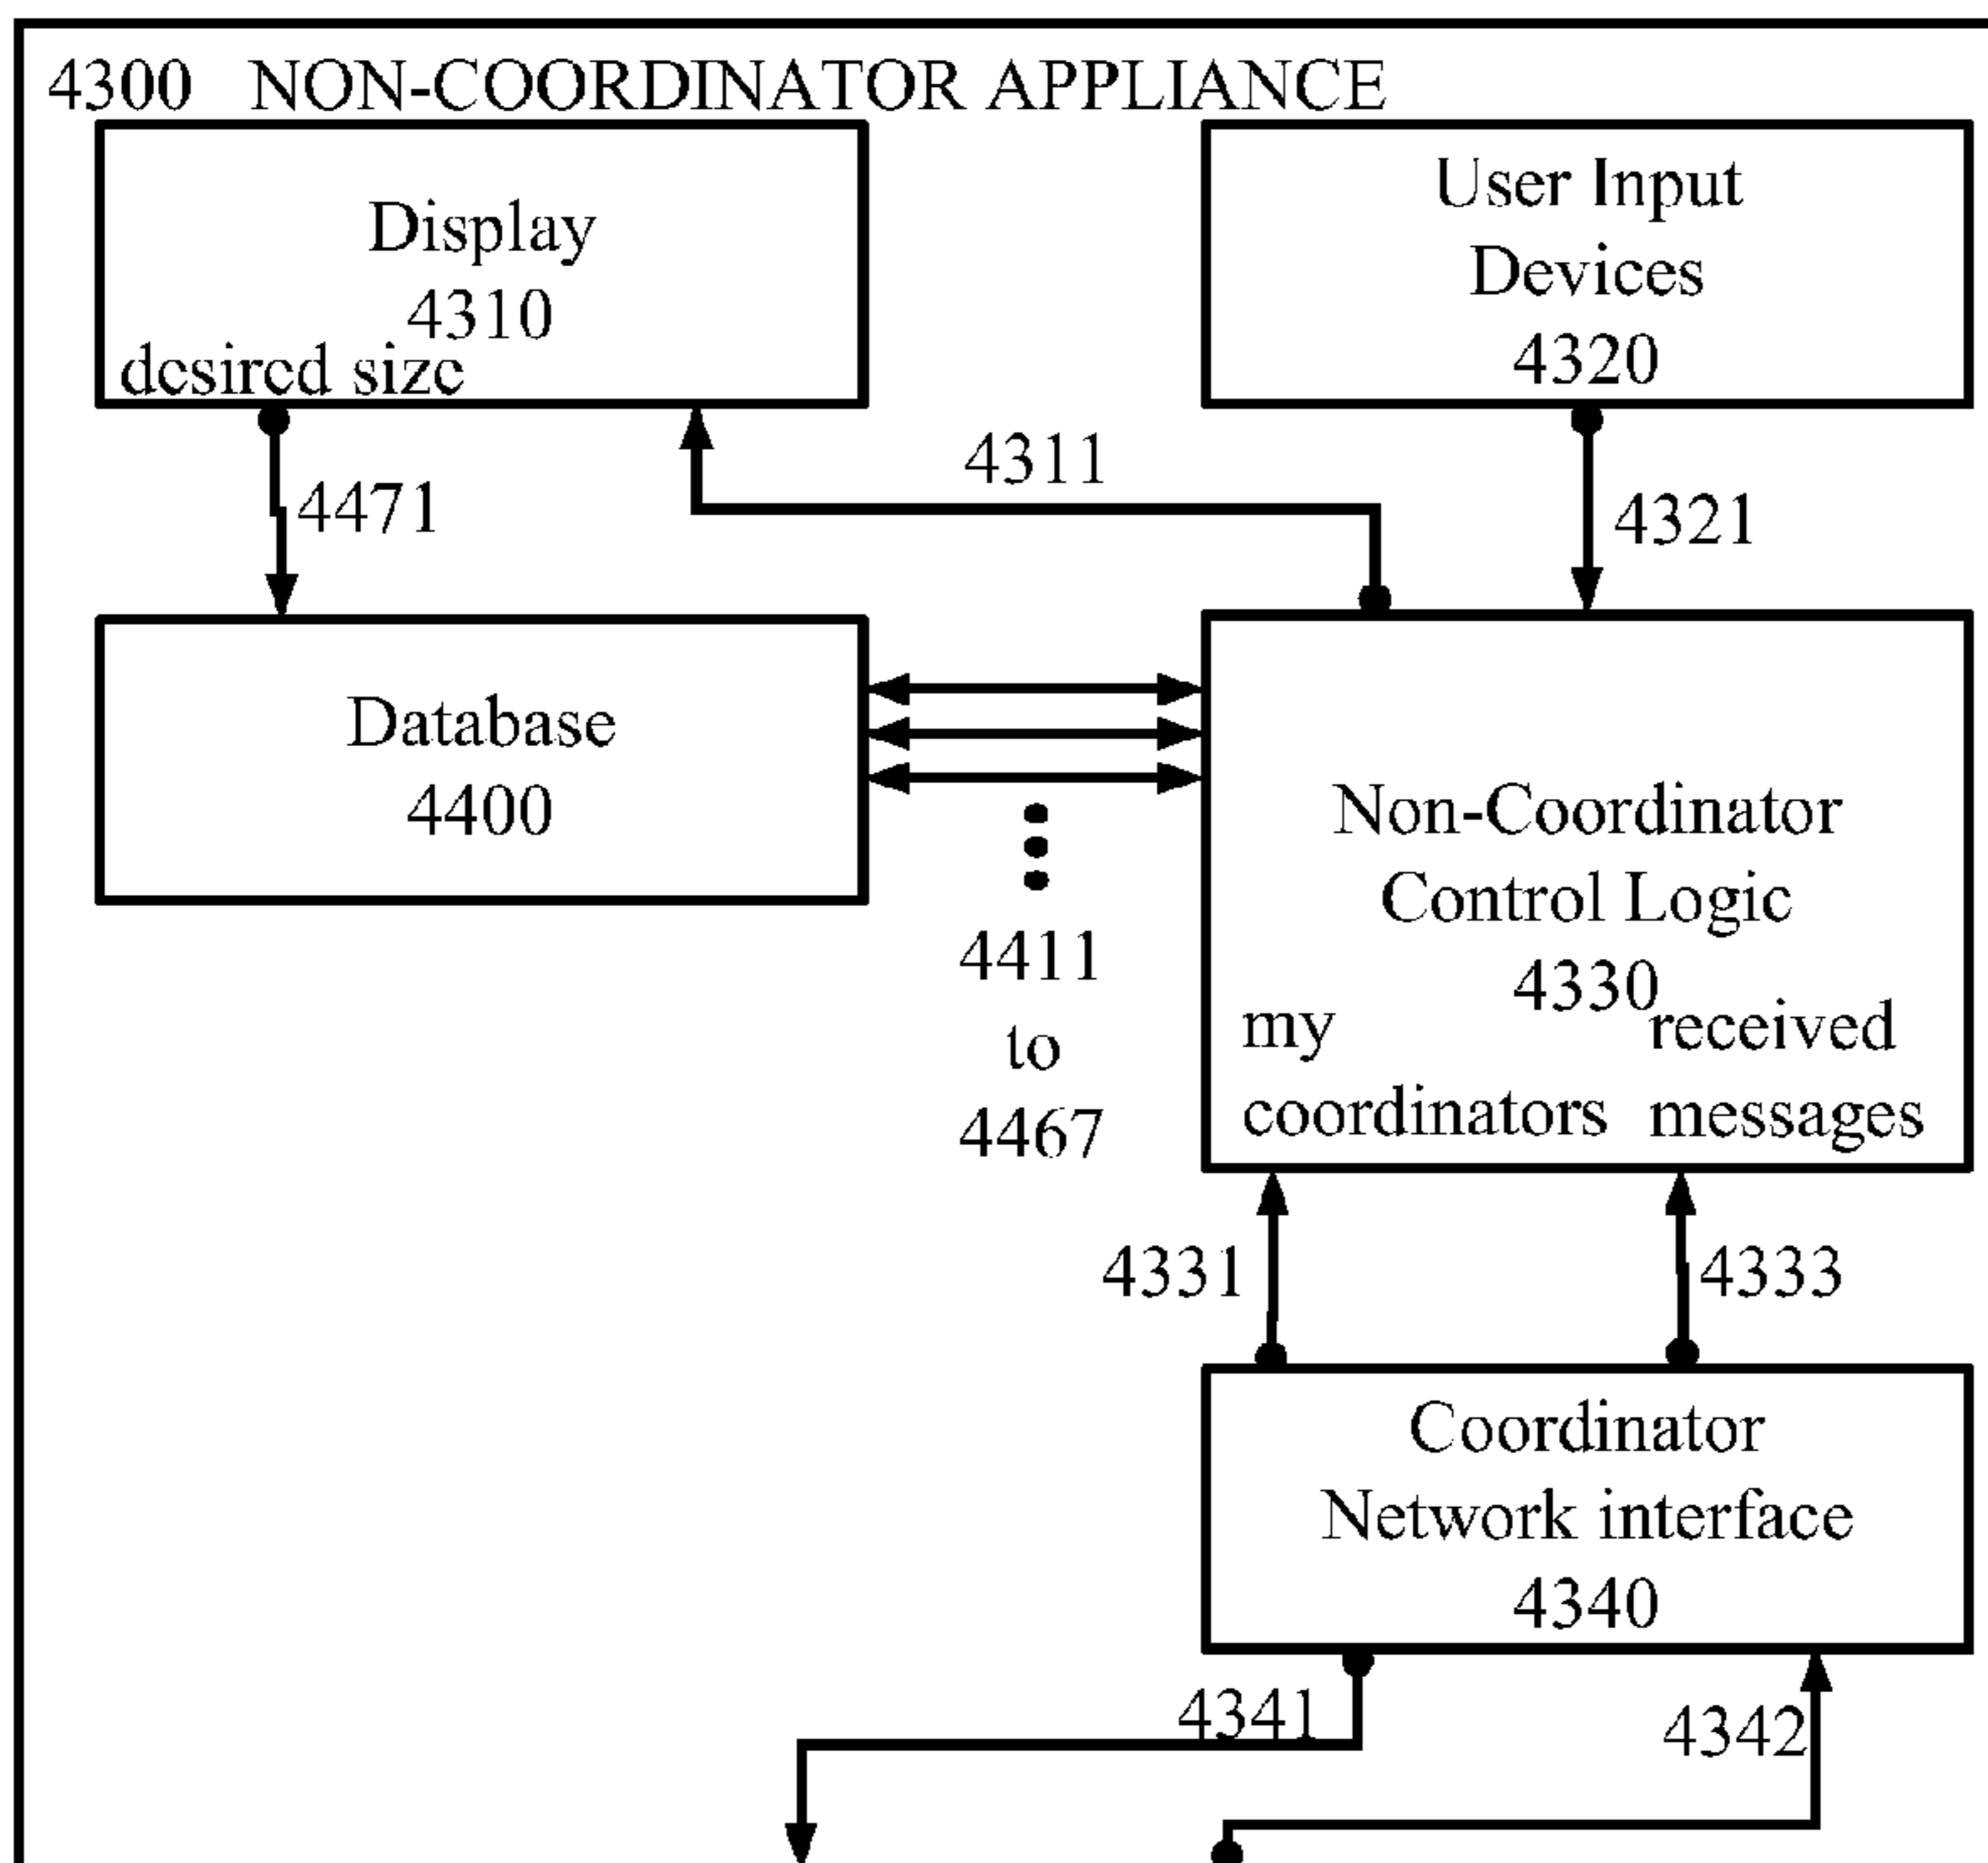 4300 NON-COORDINATOR APPLIANCE
Display
4310
desired size
User Input
Devices
4320
4311
4471
4321
Database
4400
4411
to
4467
Non-Coordinator
Control Logic
4330
my
coordinators
received
messages
4331
4333
Coordinator
Network interface
4340
4341
4342